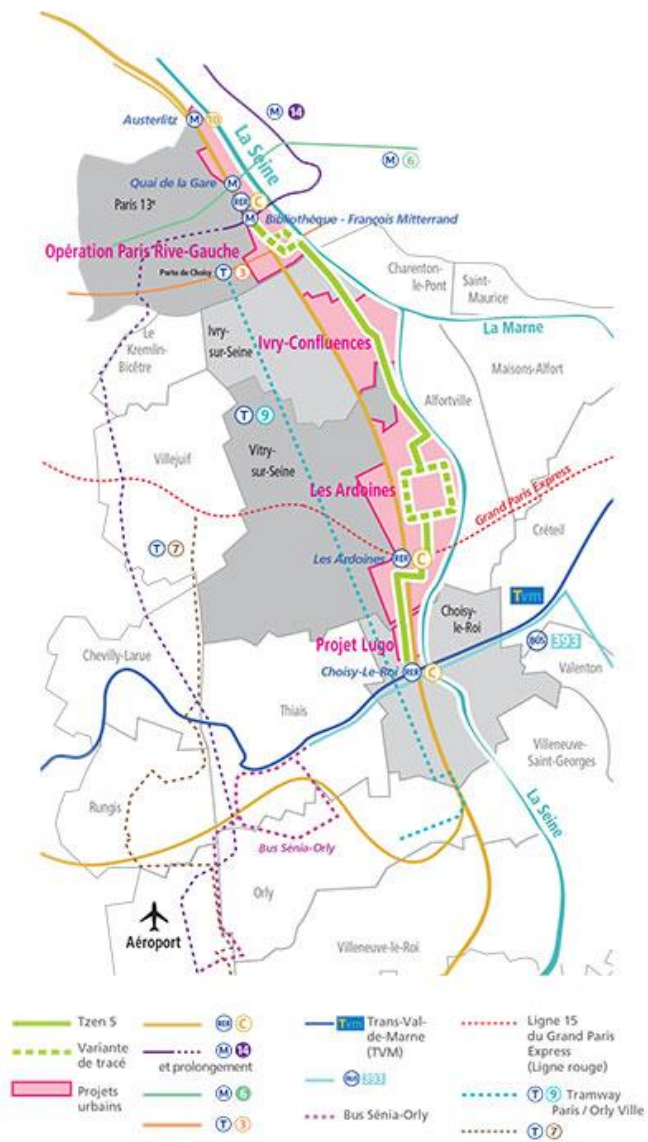 M 14
Austerlitz M 10
La Seine
M 6
Quai de la Gare M
Paris 13e
RER C
M Bibliothèque - François Mitterrand
Opération Paris Rive-Gauche
Porte de Choisy T 3
Charenton-
le-Pont
Saint-
Maurice
Ivry-
sur-Seine
Ivry-Confluences
La Marne
Le
Kremlin-
Bicêtre
Maisons-Alfort
Alfortville
T 9
Villejuif
Vitry-
sur-Seine
Les Ardoines
Grand Paris Express
Créteil
T 7
Les Ardoines RER C
Tvm
Choisy-
le-Roi
BUS 393
Projet Lugo
Chevilly-Larue
Choisy-Le-Roi RER C
Valenton
Thiais
Villeneuve-
Saint-Georges
Rungis
La Seine
Bus Sénia-Orly
Orly
Aéroport
Villeneuve-le-Roi
Tzen 5
Variante
de tracé
Projets
urbains
RER C
M 14
et prolongement
M 6
T 3
Tvm Trans-Val-
de-Marne
(TVM)
BUS 393
Bus Sénia-Orly
Ligne 15
du Grand Paris
Express
(Ligne rouge)
T 9 Tramway
Paris / Orly Ville
T 7